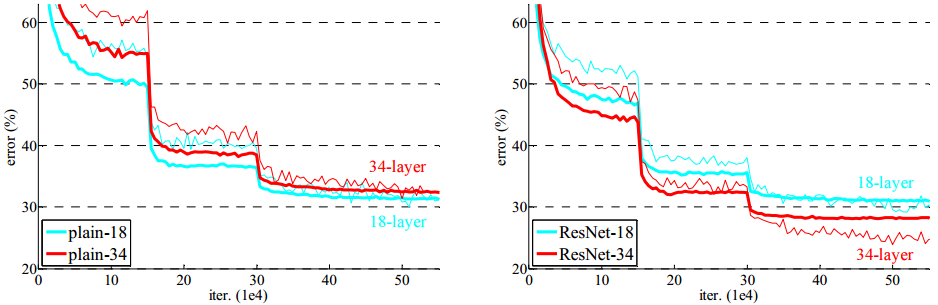 60
50
40
30
20
error (%)
0
10
20
30
40
50
iter. (1e4)
34-layer
18-layer
plain-18
plain-34
60
50
40
30
20
error (%)
0
10
20
30
40
50
iter. (1e4)
18-layer
34-layer
ResNet-18
ResNet-34